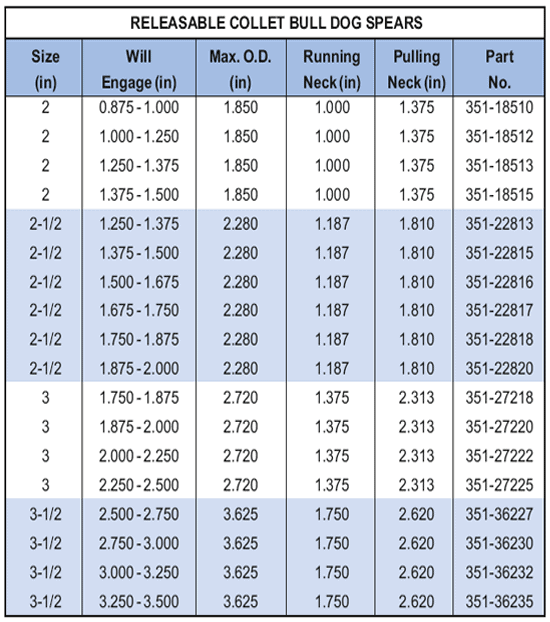 RELEASABLE COLLET BULL DOG SPEARS
Size Will Max. O.D. Running Pulling Part
(in) Engage (in) (in) Neck (in) Neck (in) No.
2 0.875 - 1.000 1.850 1.000 1.375 351-18510
2 1.000 - 1.250 1.850 1.000 1.375 351-18512
2 1.250 - 1.375 1.850 1.000 1.375 351-18513
2 1.375 - 1.500 1.850 1.000 1.375 351-18515
2-1/2 1.250 - 1.375 2.280 1.187 1.810 351-22813
2-1/2 1.375 - 1.500 2.280 1.187 1.810 351-22815
2-1/2 1.500 - 1.675 2.280 1.187 1.810 351-22816
2-1/2 1.675 - 1.750 2.280 1.187 1.810 351-22817
2-1/2 1.750 - 1.875 2.280 1.187 1.810 351-22818
2-1/2 1.875 - 2.000 2.280 1.187 1.810 351-22820
3 1.750 - 1.875 2.720 1.375 2.313 351-27218
3 1.875 - 2.000 2.720 1.375 2.313 351-27220
3 2.000 - 2.250 2.720 1.375 2.313 351-27222
3 2.250 - 2.500 2.720 1.375 2.313 351-27225
3-1/2 2.500 - 2.750 3.625 1.750 2.620 351-36227
3-1/2 2.750 - 3.000 3.625 1.750 2.620 351-36230
3-1/2 3.000 - 3.250 3.625 1.750 2.620 351-36232
3-1/2 3.250 - 3.500 3.625 1.750 2.620 351-36235